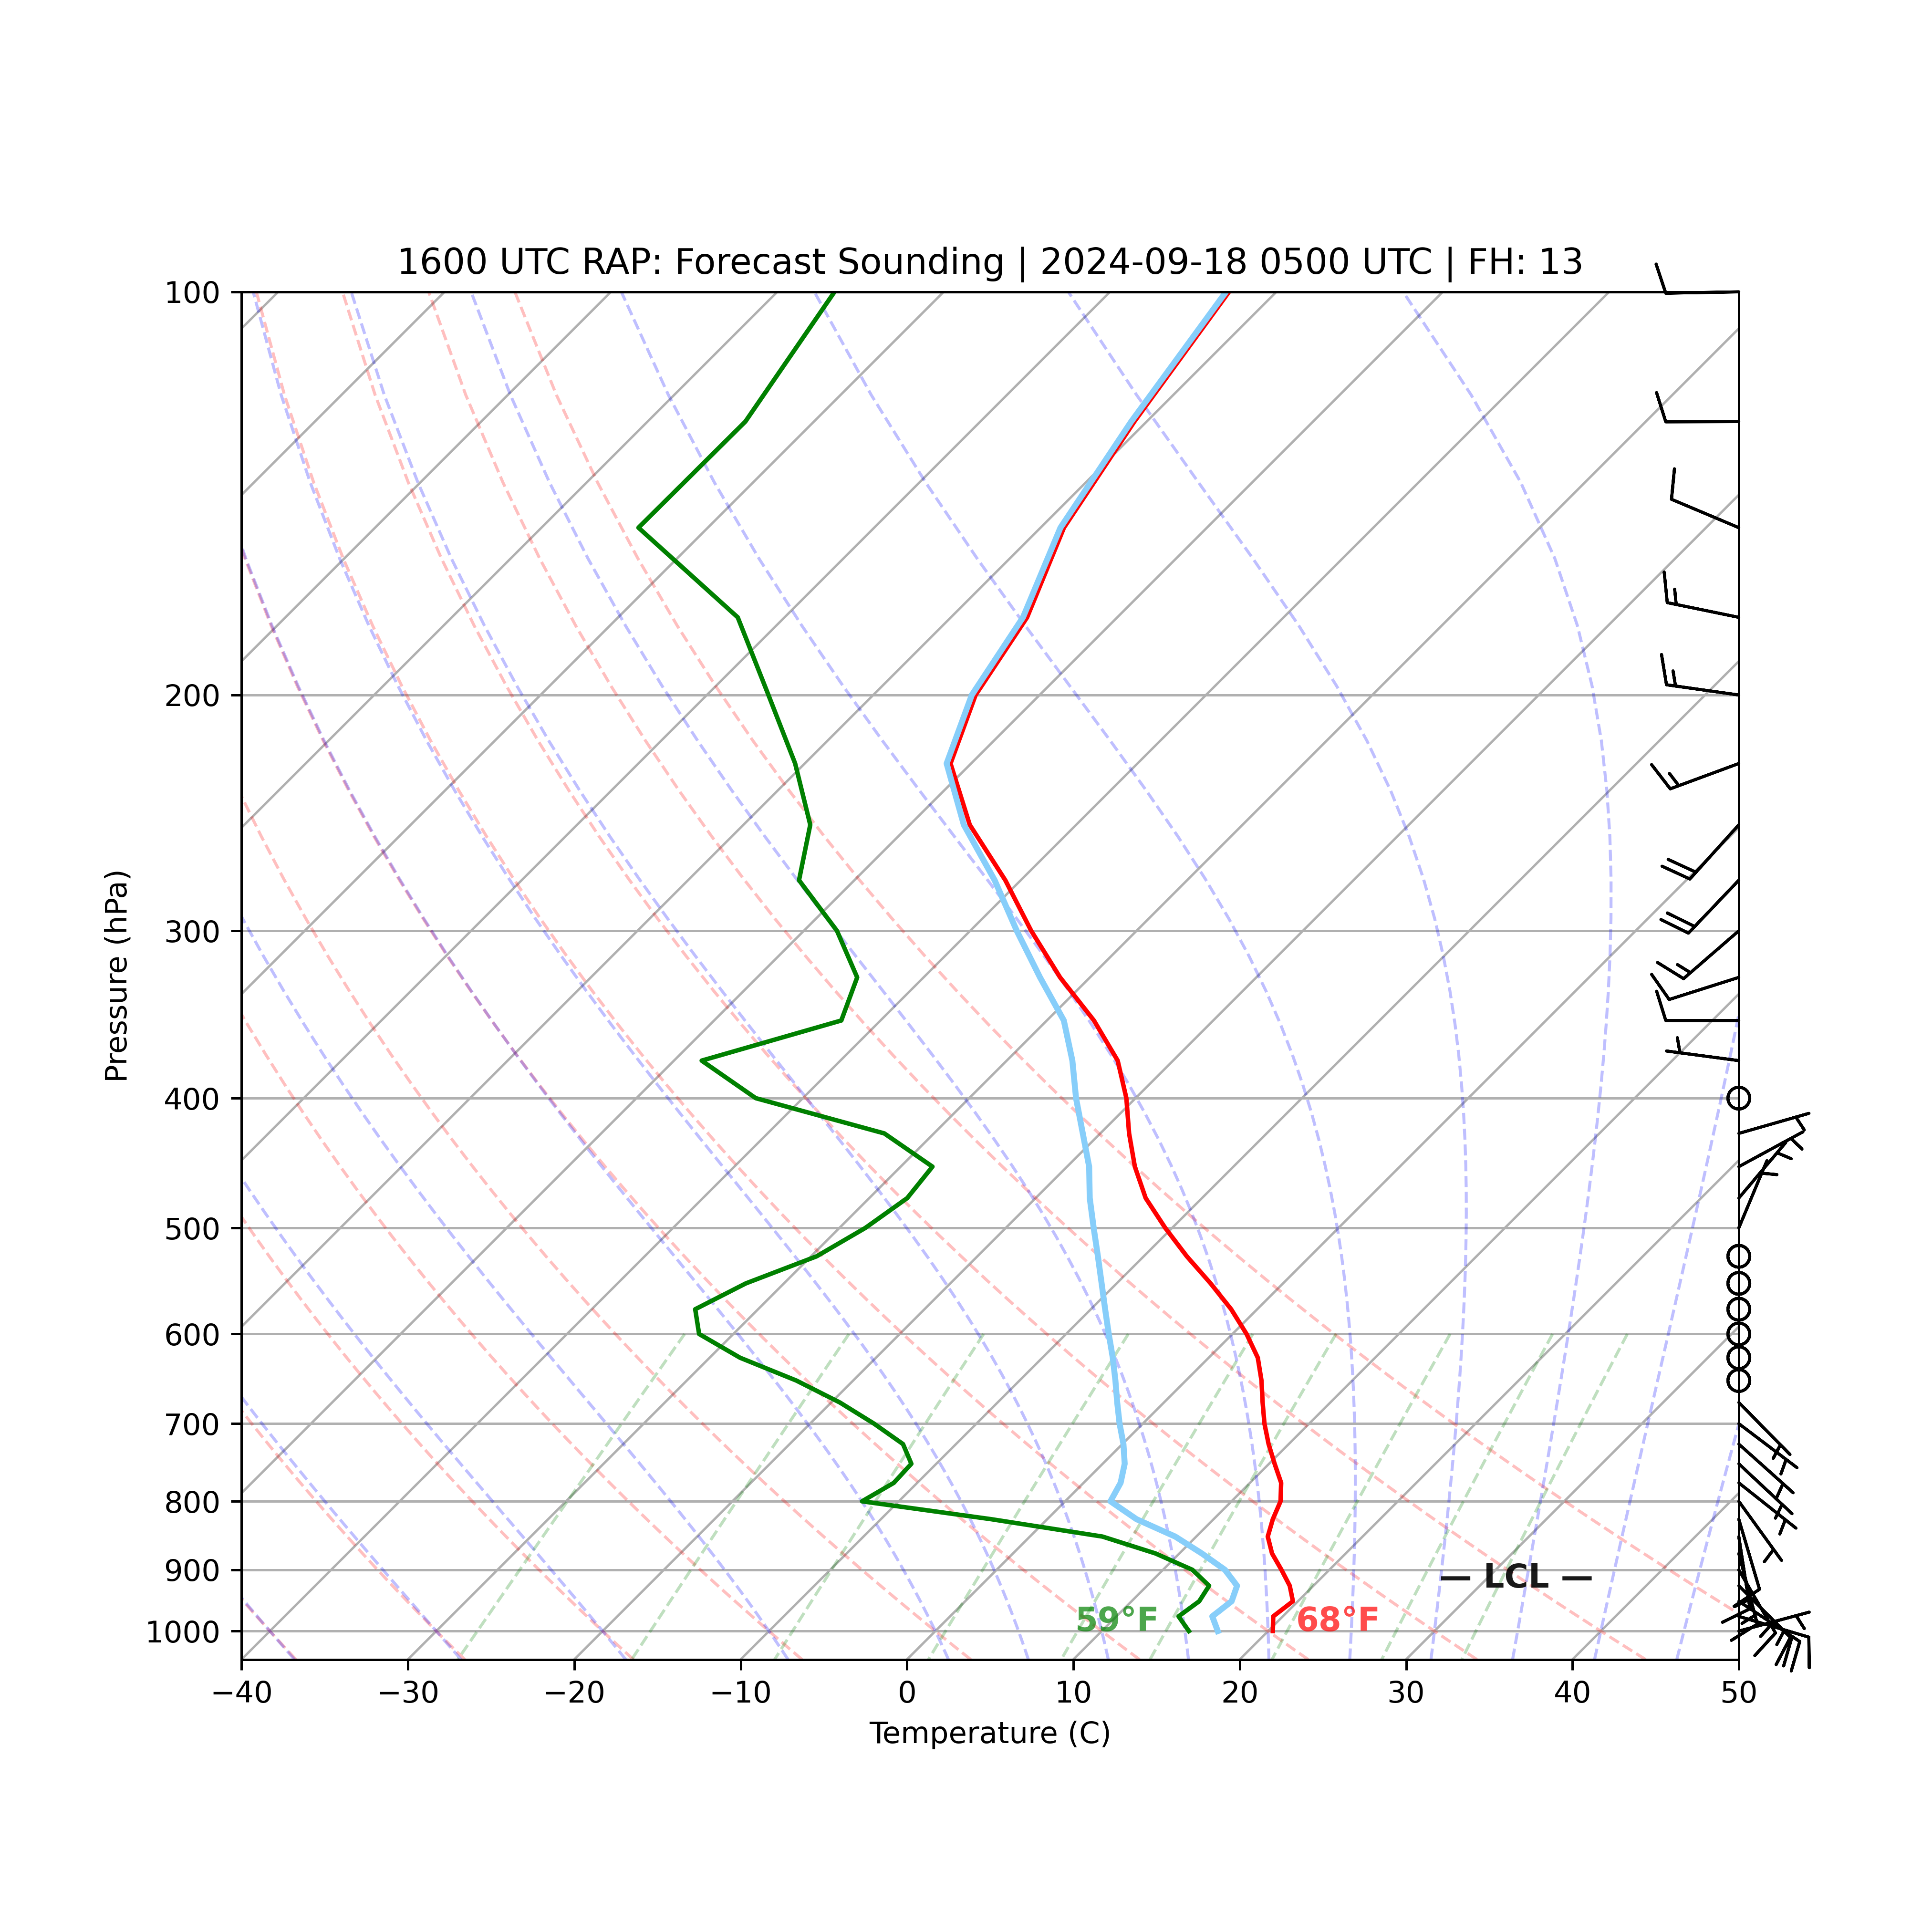 1600 UTC RAP: Forecast Sounding | 2024-09-18 0500 UTC | FH: 13
100
200
300
400
500
600
700
800
900
1000
Pressure (hPa)
— LCL —
59°F
68°F
−40 −30 −20 −10 0 10 20 30 40 50
Temperature (C)